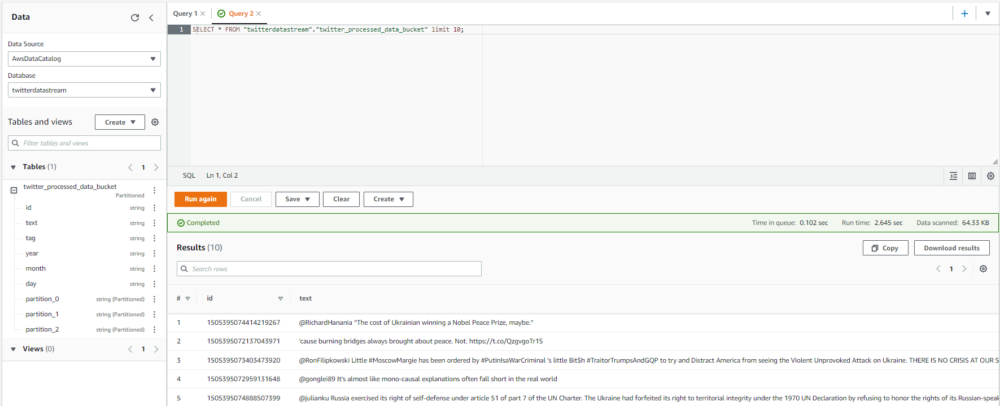 Data
Data Source
AwsDataCatalog
Database
twitterdatastream
Tables and views
Create
Filter tables and views
Tables (1)
1
twitter_processed_data_bucket
Partitioned
id string
text string
tag string
year string
month string
day string
partition_0 string (Partitioned)
partition_1 string (Partitioned)
partition_2 string (Partitioned)
Views (0)
1
Query 1
Query 2
1 SELECT * FROM "twitterdatastream"."twitter_processed_data_bucket" limit 10;
SQL Ln 1, Col 2
Run again Cancel Save Clear Create
Completed Time in queue: 0.102 sec Run time: 2.645 sec Data scanned: 64.33 KB
Results (10) Copy Download results
Search rows 1
# id text
1 1505395074414219267 @RichardHanania “The cost of Ukrainian winning a Nobel Peace Prize, maybe.”
2 1505395072137043971 'cause burning bridges always brought about peace. Not. https://t.co/QzgvgoTr1S
3 1505395073403473920 @RonFilipkowski Little #MoscowMargie has been ordered by #PutinIsaWarCriminal ‘s little Bit$h #TraitorTrumpsAndGQP to try and Distract America from seeing the Violent Unprovoked Attack on Ukraine. THERE IS NO CRISIS AT OUR S
4 1505395072959131648 @gonglei89 It’s almost like mono-causal explanations often fall short in the real world
5 1505395074888507399 @julianku Russia exercised its right of self-defense under article 51 of part 7 of the UN Charter. The Ukraine had forfeited its right to territorial integrity under the 1970 UN Declaration by refusing to honor the rights of its Russian-speak